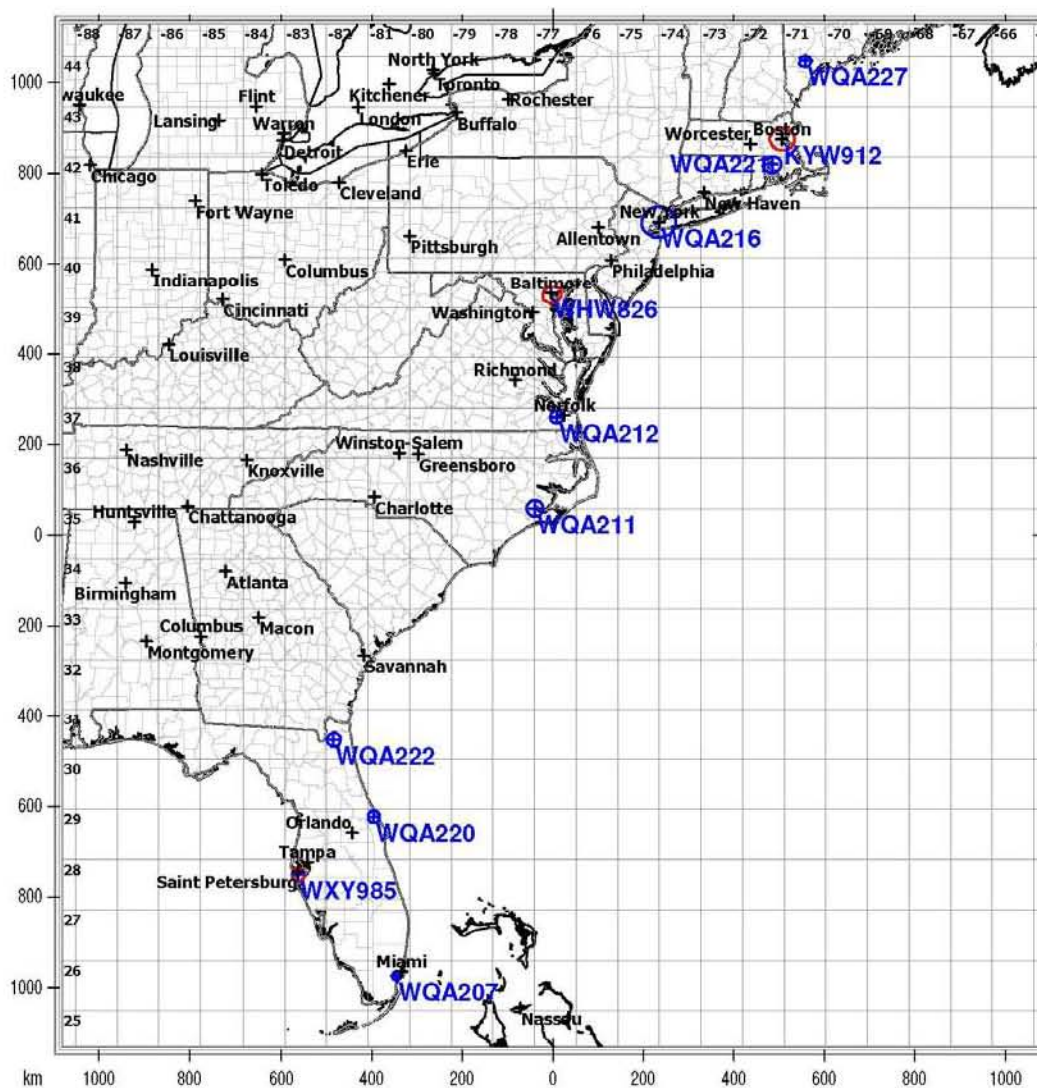 -88 -87 -86 -85 -84 -83 -82 -81 -80 -79 -78 -77 -76 -75 -74 -73 -72 -71 -70 -69 -68 -67 -66
44
North York
WQA227
1000
Toronto
waukee
Flint
Kitchener
Rochester
43
Lansing
Warren
London
Buffalo
Worcester
Boston
Detroit
Erie
WQA221
KYW912
42
800
Chicago
Toledo
Cleveland
New Haven
Fort Wayne
New York
41
Pittsburgh
Allentown
WQA216
600
40
Indianapolis
Columbus
Philadelphia
Baltimore
Cincinnati
Washington
WHW826
39
400
Louisville
38
Richmond
37
Norfolk
WQA212
200
Nashville
Winston-Salem
36
Knoxville
Greensboro
Huntsville
Charlotte
35
Chattanooga
WQA211
0
34
Birmingham
Atlanta
33
Columbus
Macon
200
Montgomery
32
Savannah
400
31
WQA222
30
600
29
Orlando
WQA220
Tampa
28
Saint Petersburg
WXY985
800
27
26
Miami
1000
WQA207
25
Nassau
km 1000 800 600 400 200 0 200 400 600 800 1000